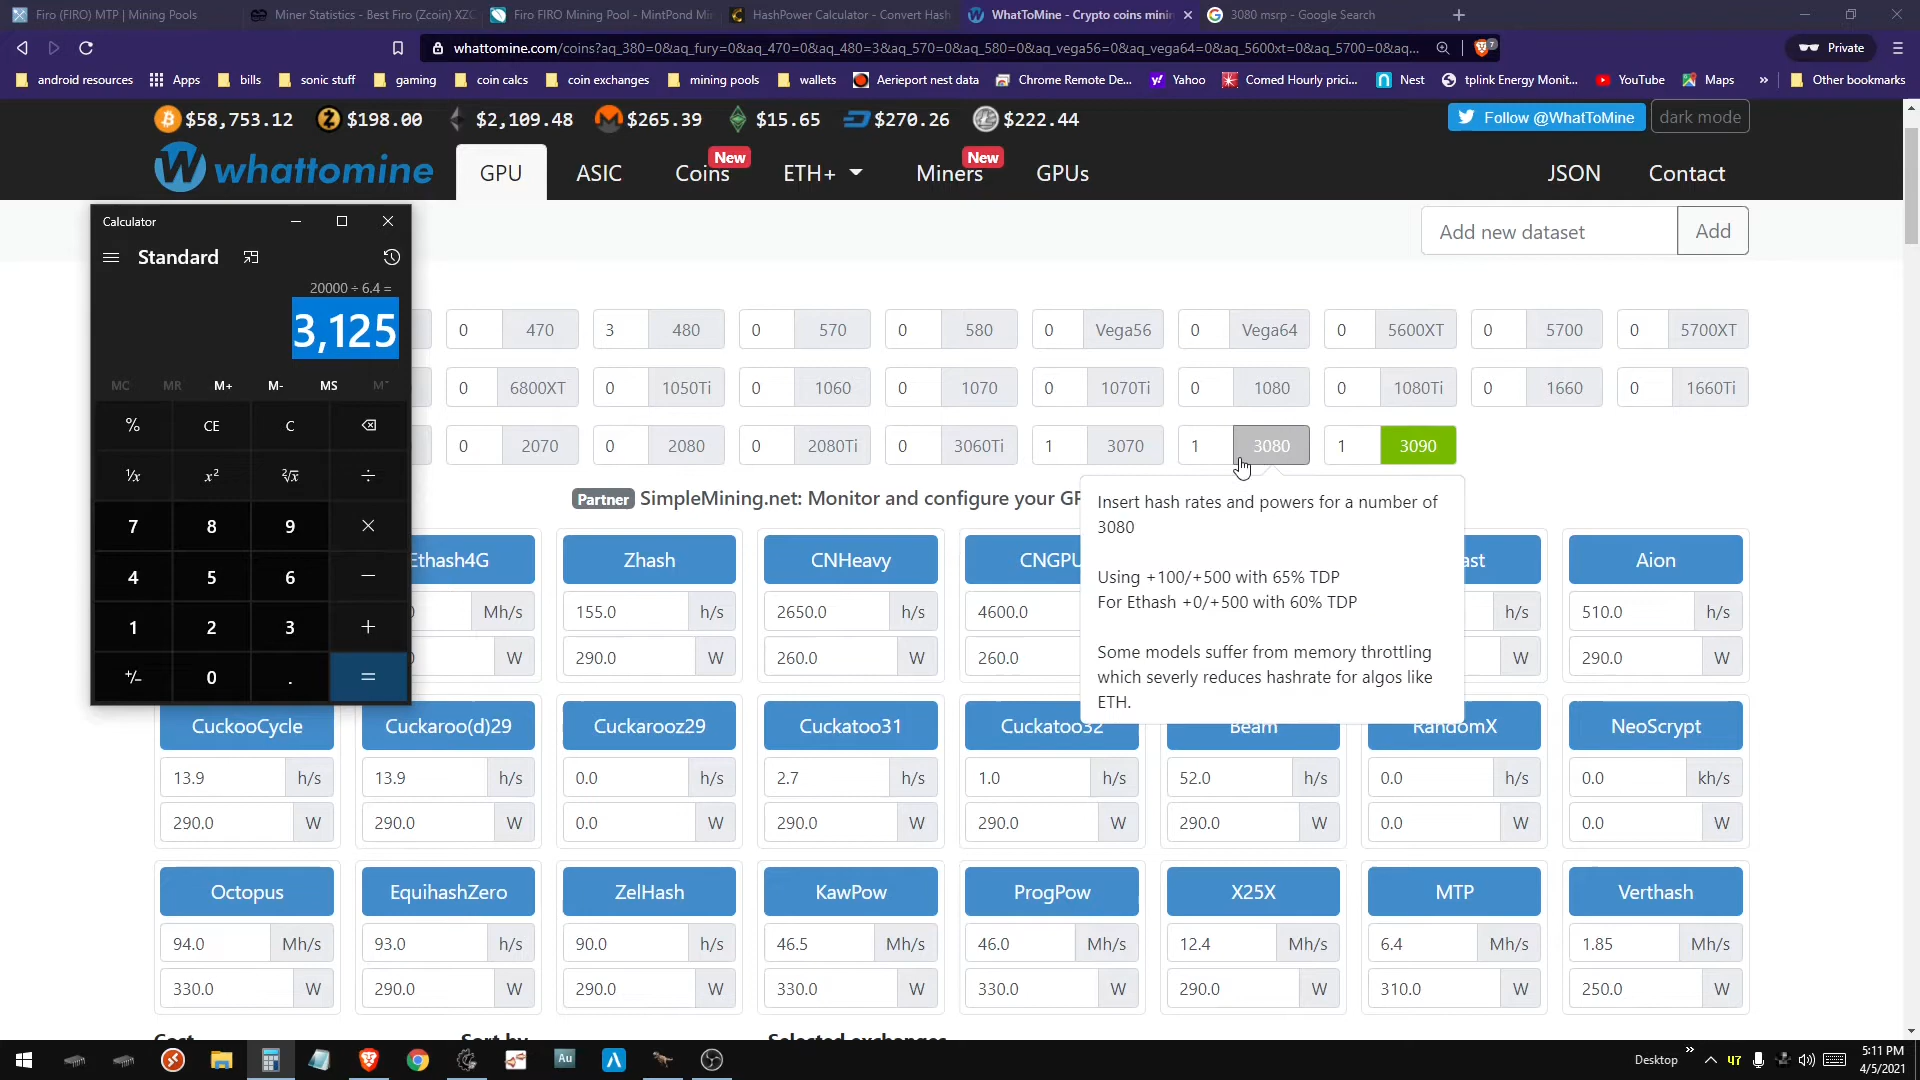 Firo (FIRO) MTP | Mining Pools
Miner Statistics - Best Firo (Zcoin) XZC
Firo FIRO Mining Pool - MintPond Mi
HashPower Calculator - Convert Hash
WhatToMine - Crypto coins minin
3080 msrp - Google Search
whattomine.com/coins?aq_380=0&aq_fury=0&aq_470=0&aq_480=3&aq_570=0&aq_580=0&aq_vega56=0&aq_vega64=0&aq_5600xt=0&aq_5700=0&aq...
7
Private
android resources
Apps
bills
sonic stuff
gaming
coin calcs
coin exchanges
mining pools
wallets
Aerieport nest data
Chrome Remote De...
Yahoo
Comed Hourly prici...
Nest
tplink Energy Monit...
YouTube
Maps
»
Other bookmarks
$58,753.12 $198.00 $2,109.48 $265.39 $15.65 $270.26 $222.44
Follow @WhatToMine
dark mode
whattomine
GPU
ASIC
Coins New
ETH+
Miners New
GPUs
JSON
Contact
Add new dataset Add
Calculator
Standard
20000 ÷ 6.4 =
3,125
MC MR M+ M- MS M˅
% CE C
¹/x x² ²√x ÷
7 8 9 ×
4 5 6 −
1 2 3 +
+/− 0 . =
0 470 3 480 0 570 0 580 0 Vega56 0 Vega64 0 5600XT 0 5700 0 5700XT
0 6800XT 0 1050Ti 0 1060 0 1070 0 1070Ti 0 1080 0 1080Ti 0 1660 0 1660Ti
0 2070 0 2080 0 2080Ti 0 3060Ti 1 3070 1 3080 1 3090
Partner SimpleMining.net: Monitor and configure your GP
Insert hash rates and powers for a number of
3080
Using +100/+500 with 65% TDP
For Ethash +0/+500 with 60% TDP
Some models suffer from memory throttling
which severly reduces hashrate for algos like
ETH.
Ethash4G Zhash CNHeavy CNGPU ast Aion
Mh/s 155.0 h/s 2650.0 h/s 4600.0 h/s 510.0 h/s
W 290.0 W 260.0 W 260.0 W 290.0 W
CuckooCycle Cuckaroo(d)29 Cuckarooz29 Cuckatoo31 Cuckatoo32 Beam RandomX NeoScrypt
13.9 h/s 13.9 h/s 0.0 h/s 2.7 h/s 1.0 h/s 52.0 h/s 0.0 h/s 0.0 kh/s
290.0 W 290.0 W 0.0 W 290.0 W 290.0 W 290.0 W 0.0 W 0.0 W
Octopus EquihashZero ZelHash KawPow ProgPow X25X MTP Verthash
94.0 Mh/s 93.0 h/s 90.0 h/s 46.5 Mh/s 46.0 Mh/s 12.4 Mh/s 6.4 Mh/s 1.85 Mh/s
330.0 W 290.0 W 290.0 W 330.0 W 330.0 W 290.0 W 310.0 W 250.0 W
Cost Sort by Selected exchanges
Au
Desktop
»
47
5:11 PM
4/5/2021